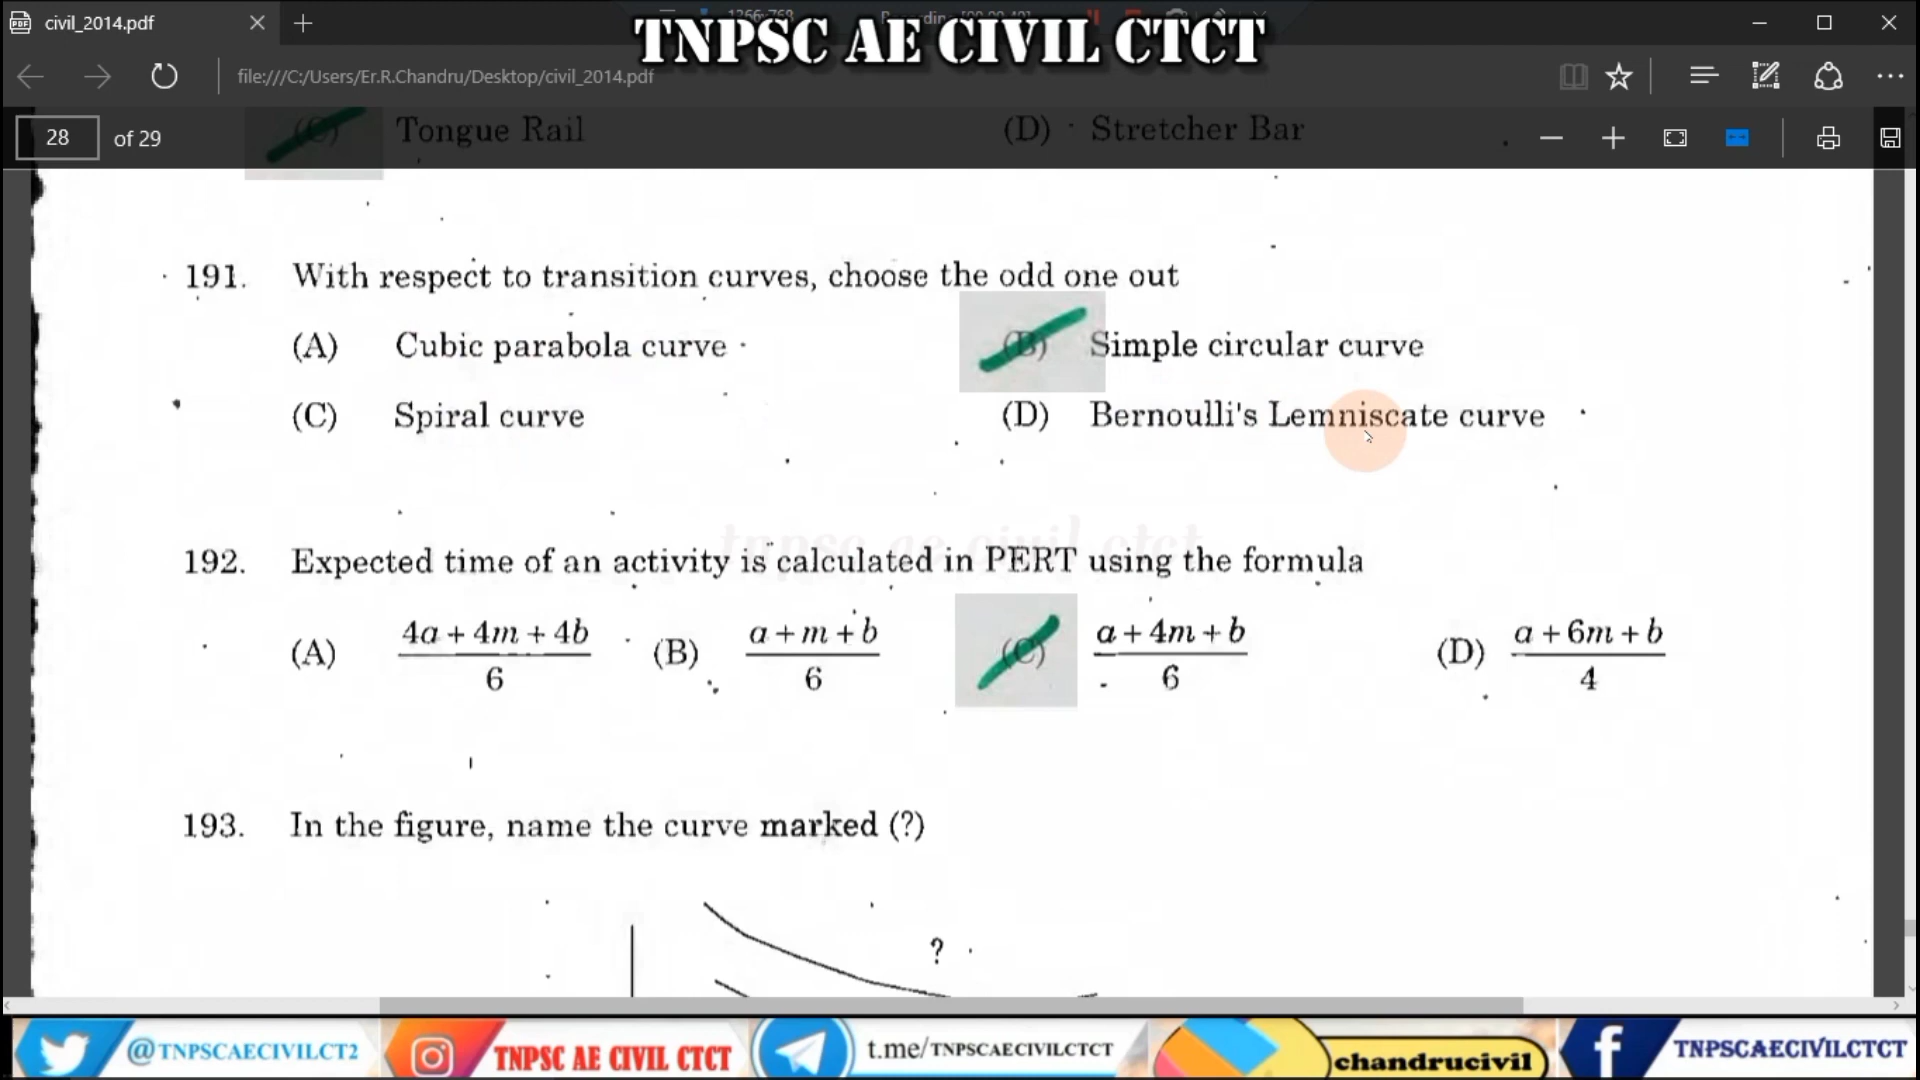 civil_2014.pdf
TNPSC AE CIVIL CTCT
file:///C:/Users/Er.R.Chandru/Desktop/civil_2014.pdf
28 of 29
(C) Tongue Rail (D) Stretcher Bar
191. With respect to transition curves, choose the odd one out
(A) Cubic parabola curve (B) Simple circular curve
(C) Spiral curve (D) Bernoulli's Lemniscate curve
tnpsc ae civil ctct
192. Expected time of an activity is calculated in PERT using the formula
(A) 4a + 4m + 4b / 6 (B) a + m + b / 6 (C) a + 4m + b / 6 (D) a + 6m + b / 4
193. In the figure, name the curve marked (?)
?
@TNPSCAECIVILCT2 TNPSC AE CIVIL CTCT t.me/TNPSCAECIVILCTCT chandrucivil TNPSCAECIVILCTCT